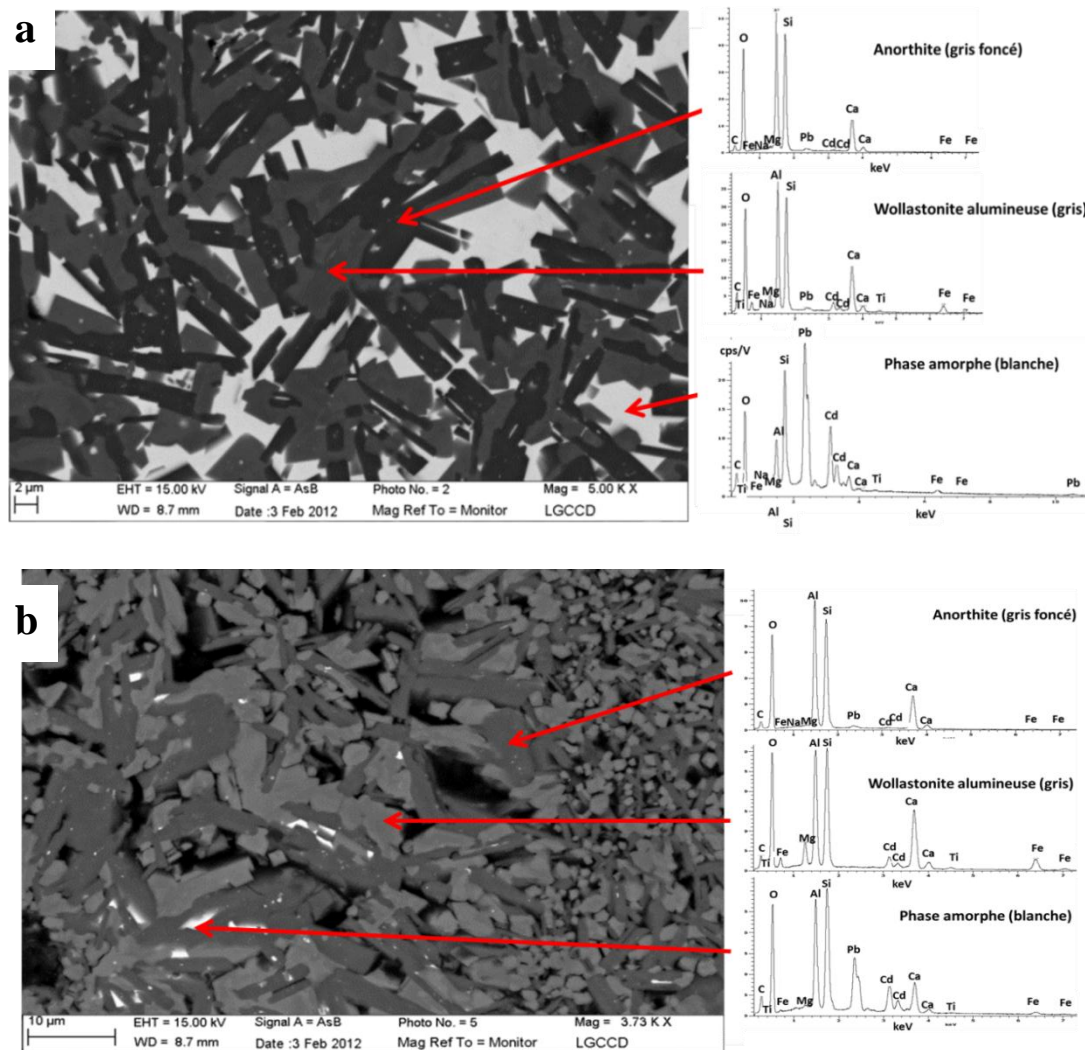 a
Al
Si
O
Anorthite (gris foncé)
Ca
C
Fe
Na
Mg
Pb
Cd
Cd
Ca
Fe
Fe
keV
Al
Si
O
Wollastonite alumineuse (gris)
Ca
C
Ti
Fe
Na
Mg
Pb
Cd
Cd
Ca
Ti
Fe
Fe
cps/V
Pb
Phase amorphe (blanche)
Si
O
Al
Cd
Cd
Ca
C
Ti
Na
Fe
Mg
Ca
Ti
Fe
Fe
Pb
keV
Al
Si
2 µm EHT = 15.00 kV Signal A = AsB Photo No. = 2 Mag = 5.00 K X
WD = 8.7 mm Date :3 Feb 2012 Mag Ref To = Monitor LGCCD
b
Al
Si
O
Anorthite (gris foncé)
Ca
C
Fe
Na
Mg
Pb
Cd
Cd
Ca
Fe
Fe
keV
O
Al
Si
Wollastonite alumineuse (gris)
Ca
C
Ti
Fe
Mg
Cd
Cd
Ca
Ti
Fe
Fe
keV
O
Al
Si
Phase amorphe (blanche)
Pb
Cd
Cd
Ca
C
Ti
Fe
Mg
Ca
Ti
Fe
Fe
keV
10 µm EHT = 15.00 kV Signal A = AsB Photo No. = 5 Mag = 3.73 K X
WD = 8.7 mm Date :3 Feb 2012 Mag Ref To = Monitor LGCCD